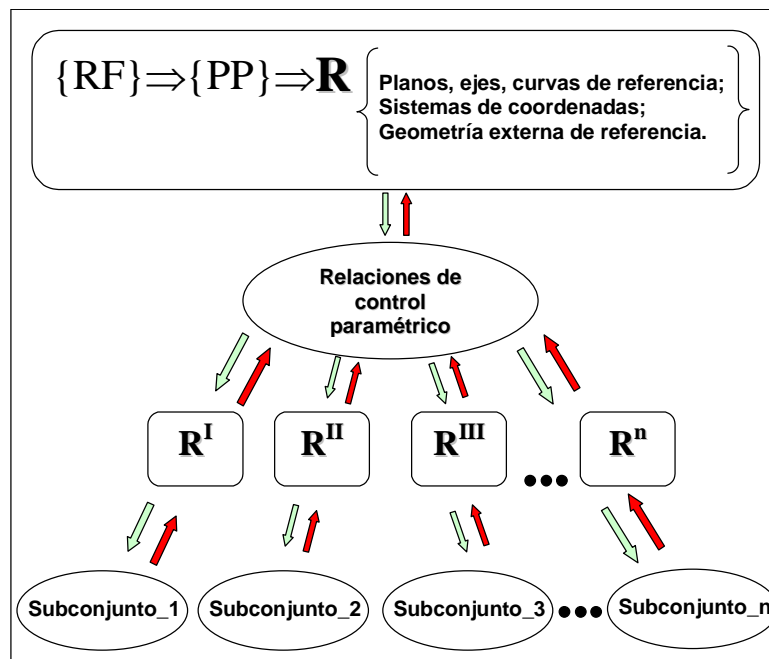 {RF}⇒{PP}⇒R
Planos, ejes, curvas de referencia;
Sistemas de coordenadas;
Geometría externa de referencia.
Relaciones de
control
paramétrico
R^I R^II R^III ••• R^n
Subconjunto_1 Subconjunto_2 Subconjunto_3 ••• Subconjunto_n